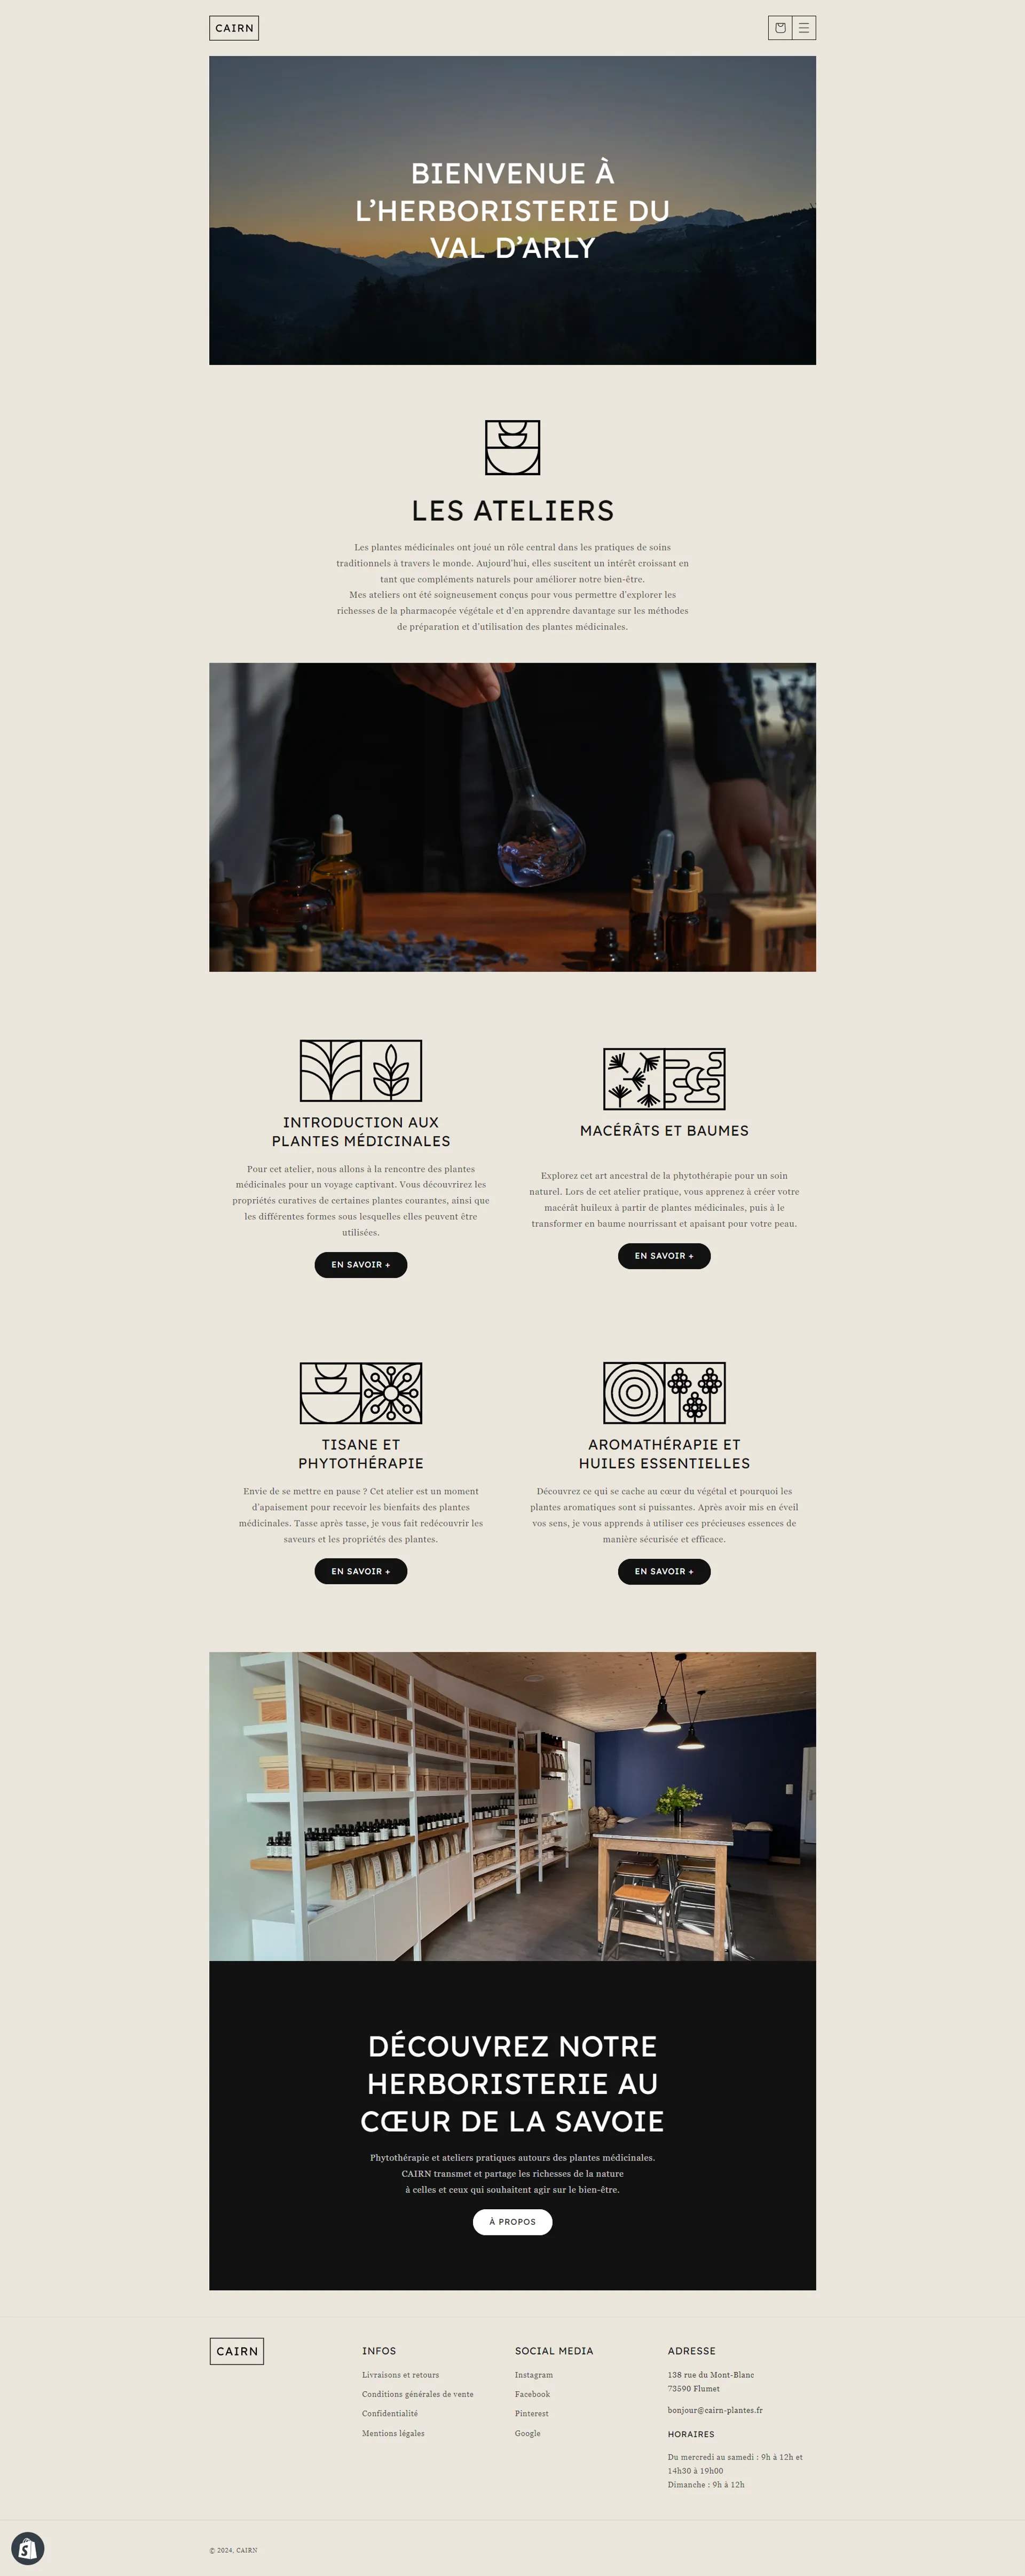 CAIRN
BIENVENUE À
L’HERBORISTERIE DU
VAL D’ARLY
LES ATELIERS
Les plantes médicinales ont joué un rôle central dans les pratiques de soins
traditionnels à travers le monde. Aujourd’hui, elles suscitent un intérêt croissant en
tant que compléments naturels pour améliorer notre bien-être.
Mes ateliers ont été soigneusement conçus pour vous permettre d’explorer les
richesses de la pharmacopée végétale et d’en apprendre davantage sur les méthodes
de préparation et d’utilisation des plantes médicinales.
INTRODUCTION AUX
PLANTES MÉDICINALES
Pour cet atelier, nous allons à la rencontre des plantes
médicinales pour un voyage captivant. Vous découvrirez les
propriétés curatives de certaines plantes courantes, ainsi que
les différentes formes sous lesquelles elles peuvent être
utilisées.
EN SAVOIR +
MACÉRÂTS ET BAUMES
Explorez cet art ancestral de la phytothérapie pour un soin
naturel. Lors de cet atelier pratique, vous apprenez à créer votre
macérât huileux à partir de plantes médicinales, puis à le
transformer en baume nourrissant et apaisant pour votre peau.
EN SAVOIR +
TISANE ET
PHYTOTHÉRAPIE
Envie de se mettre en pause ? Cet atelier est un moment
d’apaisement pour recevoir les bienfaits des plantes
médicinales. Tasse après tasse, je vous fait redécouvrir les
saveurs et les propriétés des plantes.
EN SAVOIR +
AROMATHÉRAPIE ET
HUILES ESSENTIELLES
Découvrez ce qui se cache au cœur du végétal et pourquoi les
plantes aromatiques sont si puissantes. Après avoir mis en éveil
vos sens, je vous apprends à utiliser ces précieuses essences de
manière sécurisée et efficace.
EN SAVOIR +
DÉCOUVREZ NOTRE
HERBORISTERIE AU
CŒUR DE LA SAVOIE
Phytothérapie et ateliers pratiques autours des plantes médicinales.
CAIRN transmet et partage les richesses de la nature
à celles et ceux qui souhaitent agir sur le bien-être.
À PROPOS
CAIRN
INFOS
Livraisons et retours
Conditions générales de vente
Confidentialité
Mentions légales
SOCIAL MEDIA
Instagram
Facebook
Pinterest
Google
ADRESSE
138 rue du Mont-Blanc
73590 Flumet
bonjour@cairn-plantes.fr
HORAIRES
Du mercredi au samedi : 9h à 12h et
14h30 à 19h00
Dimanche : 9h à 12h
© 2024, CAIRN